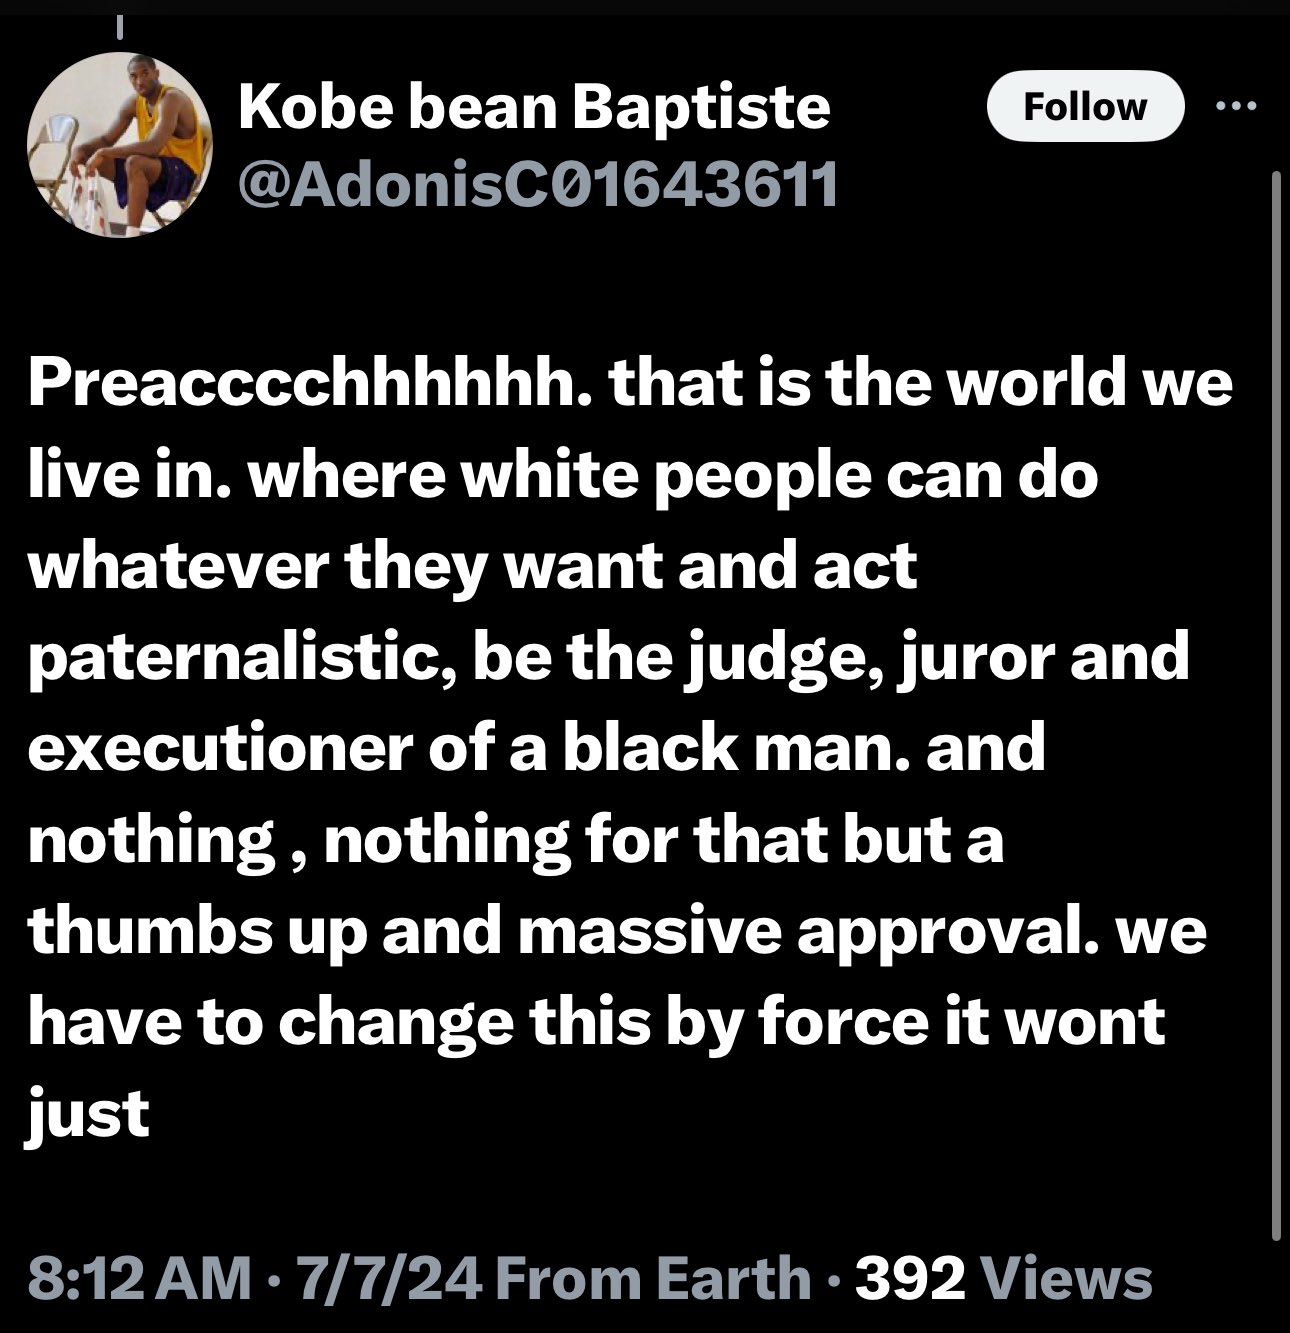 Kobe bean Baptiste
@AdonisC01643611
Follow
Preacccchhhhhh. that is the world we
live in. where white people can do
whatever they want and act
paternalistic, be the judge, juror and
executioner of a black man. and
nothing , nothing for that but a
thumbs up and massive approval. we
have to change this by force it wont
just
8:12 AM · 7/7/24 From Earth · 392 Views